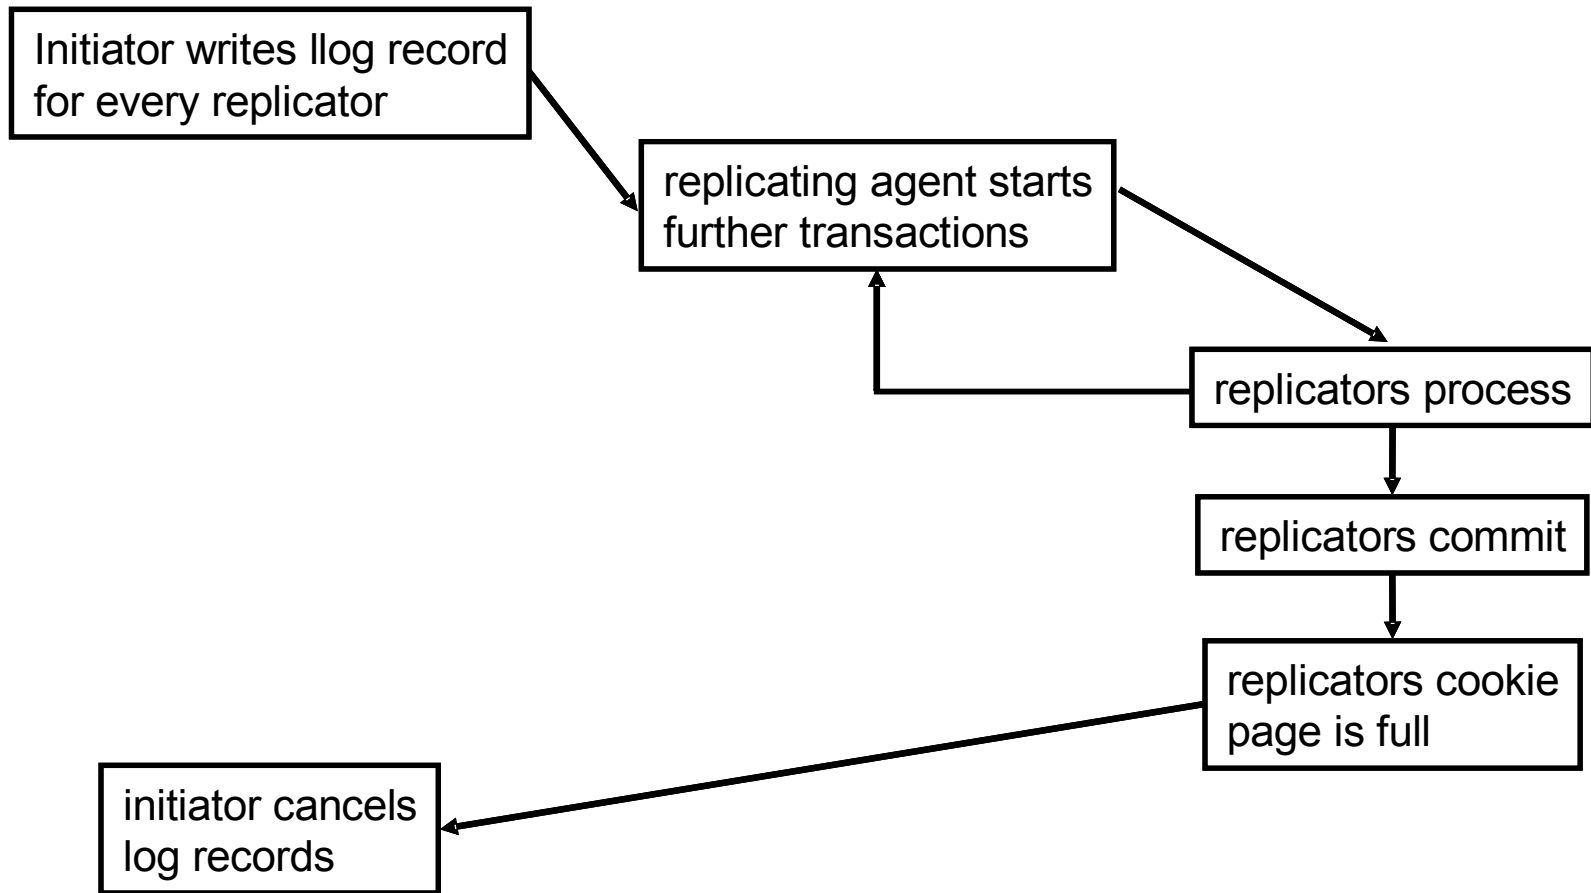 Initiator writes llog record
for every replicator
replicating agent starts
further transactions
replicators process
replicators commit
replicators cookie
page is full
initiator cancels
log records